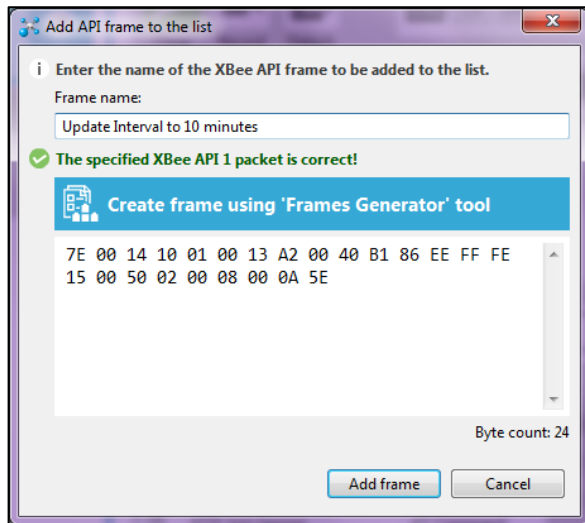 Add API frame to the list
Enter the name of the XBee API frame to be added to the list.
Frame name:
Update Interval to 10 minutes
The specified XBee API 1 packet is correct!
Create frame using 'Frames Generator' tool
7E 00 14 10 01 00 13 A2 00 40 B1 86 EE FF FE
15 00 50 02 00 08 00 0A 5E
Byte count: 24
Add frame
Cancel